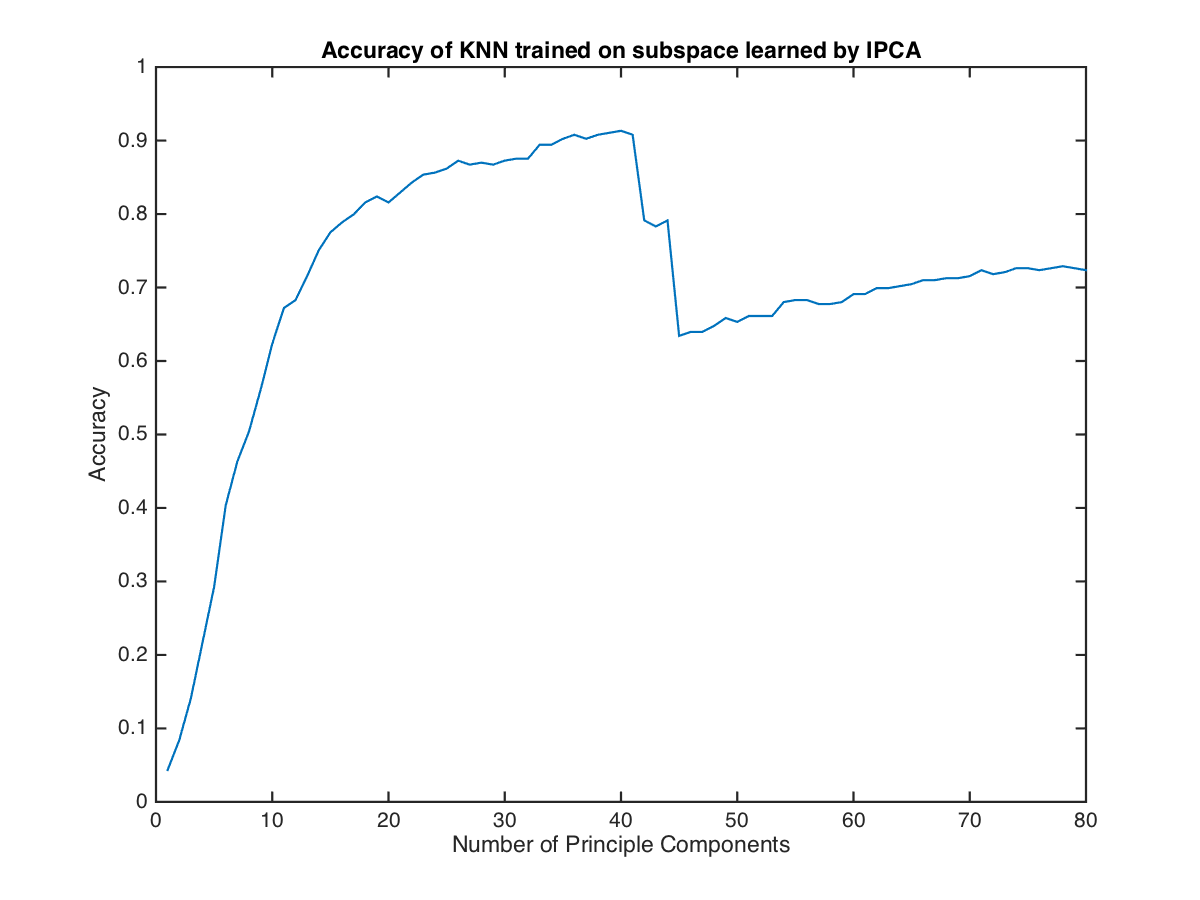 Accuracy of KNN trained on subspace learned by IPCA
1
0.9
0.8
0.7
0.6
0.5
0.4
0.3
0.2
0.1
0
Accuracy
0 10 20 30 40 50 60 70 80
Number of Principle Components